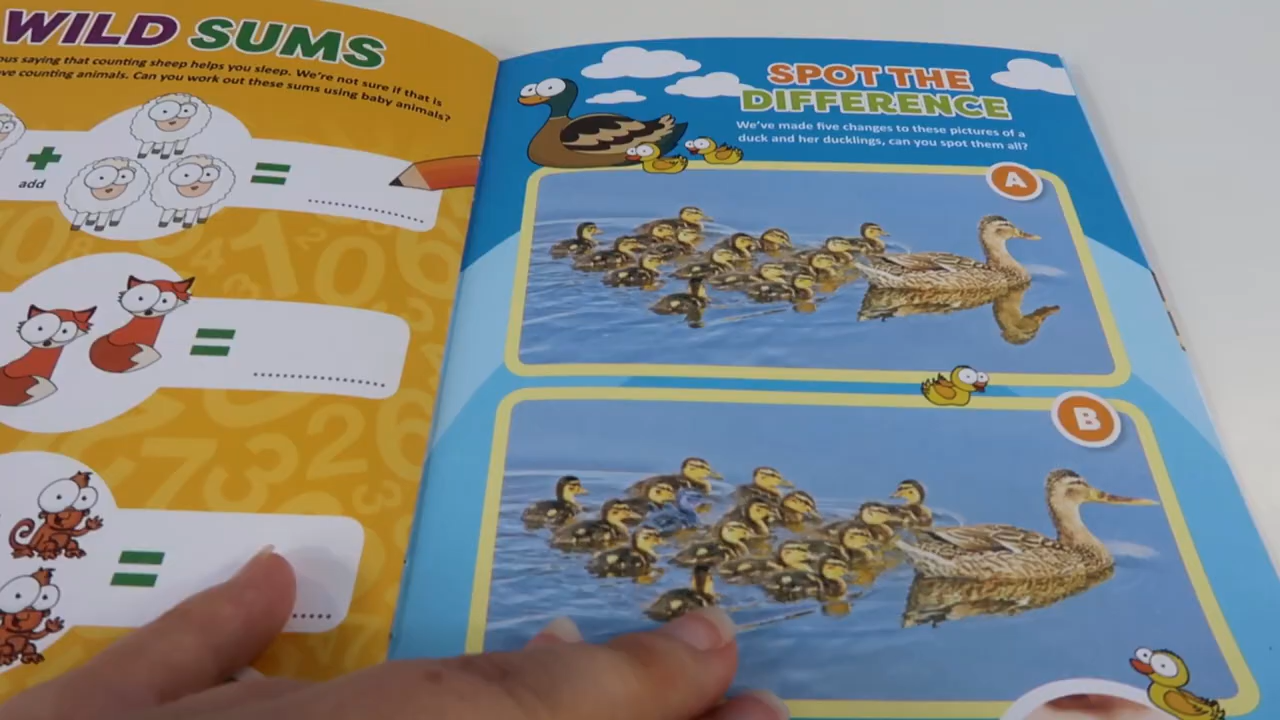 WILD SUMS
ous saying that counting sheep helps you sleep. We're not sure if that is
ve counting animals. Can you work out these sums using baby animals?
+
add
=
=
=
SPOT THE
DIFFERENCE
We've made five changes to these pictures of a
duck and her ducklings, can you spot them all?
A
B